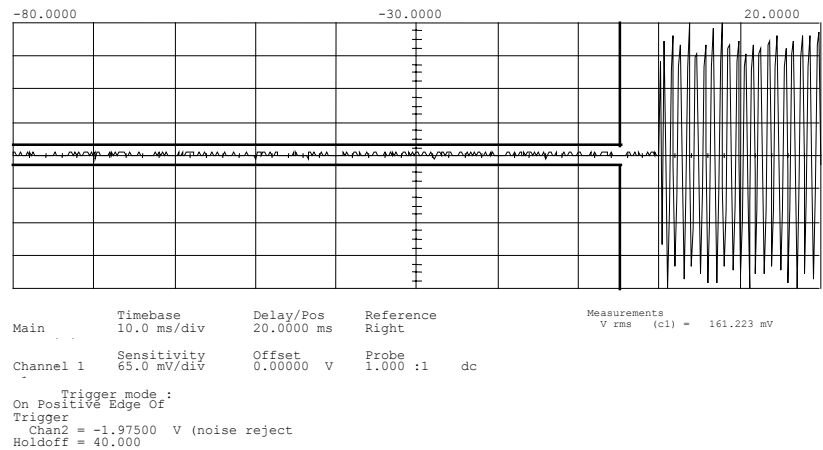 -80.0000 -30.0000 20.0000
Timebase Delay/Pos Reference
Main 10.0 ms/div 20.0000 ms Right
Measurements
V rms (c1) = 161.223 mV
Sensitivity Offset Probe
Channel 1 65.0 mV/div 0.00000 V 1.000 :1 dc
Trigger mode :
On Positive Edge Of
Trigger
Chan2 = -1.97500 V (noise reject
Holdoff = 40.000